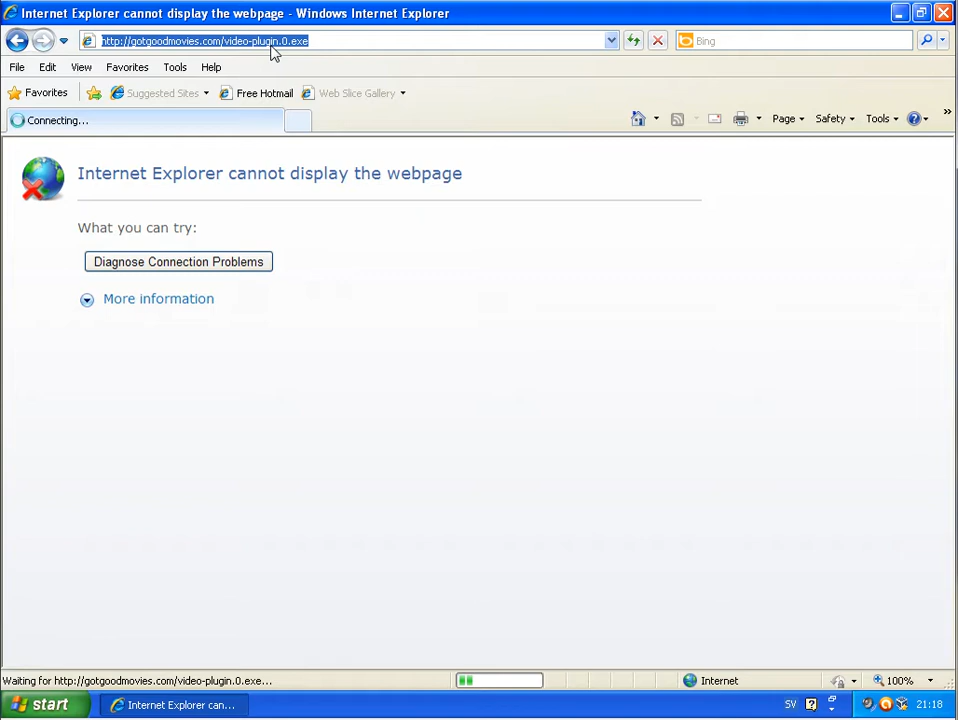 Internet Explorer cannot display the webpage - Windows Internet Explorer
http://gotgoodmovies.com/video-plugin.0.exe
Bing
File Edit View Favorites Tools Help
Favorites Suggested Sites Free Hotmail Web Slice Gallery
Connecting...
Page Safety Tools
Internet Explorer cannot display the webpage
What you can try:
Diagnose Connection Problems
More information
Waiting for http://gotgoodmovies.com/video-plugin.0.exe... Internet 100%
start Internet Explorer can... SV 21:18